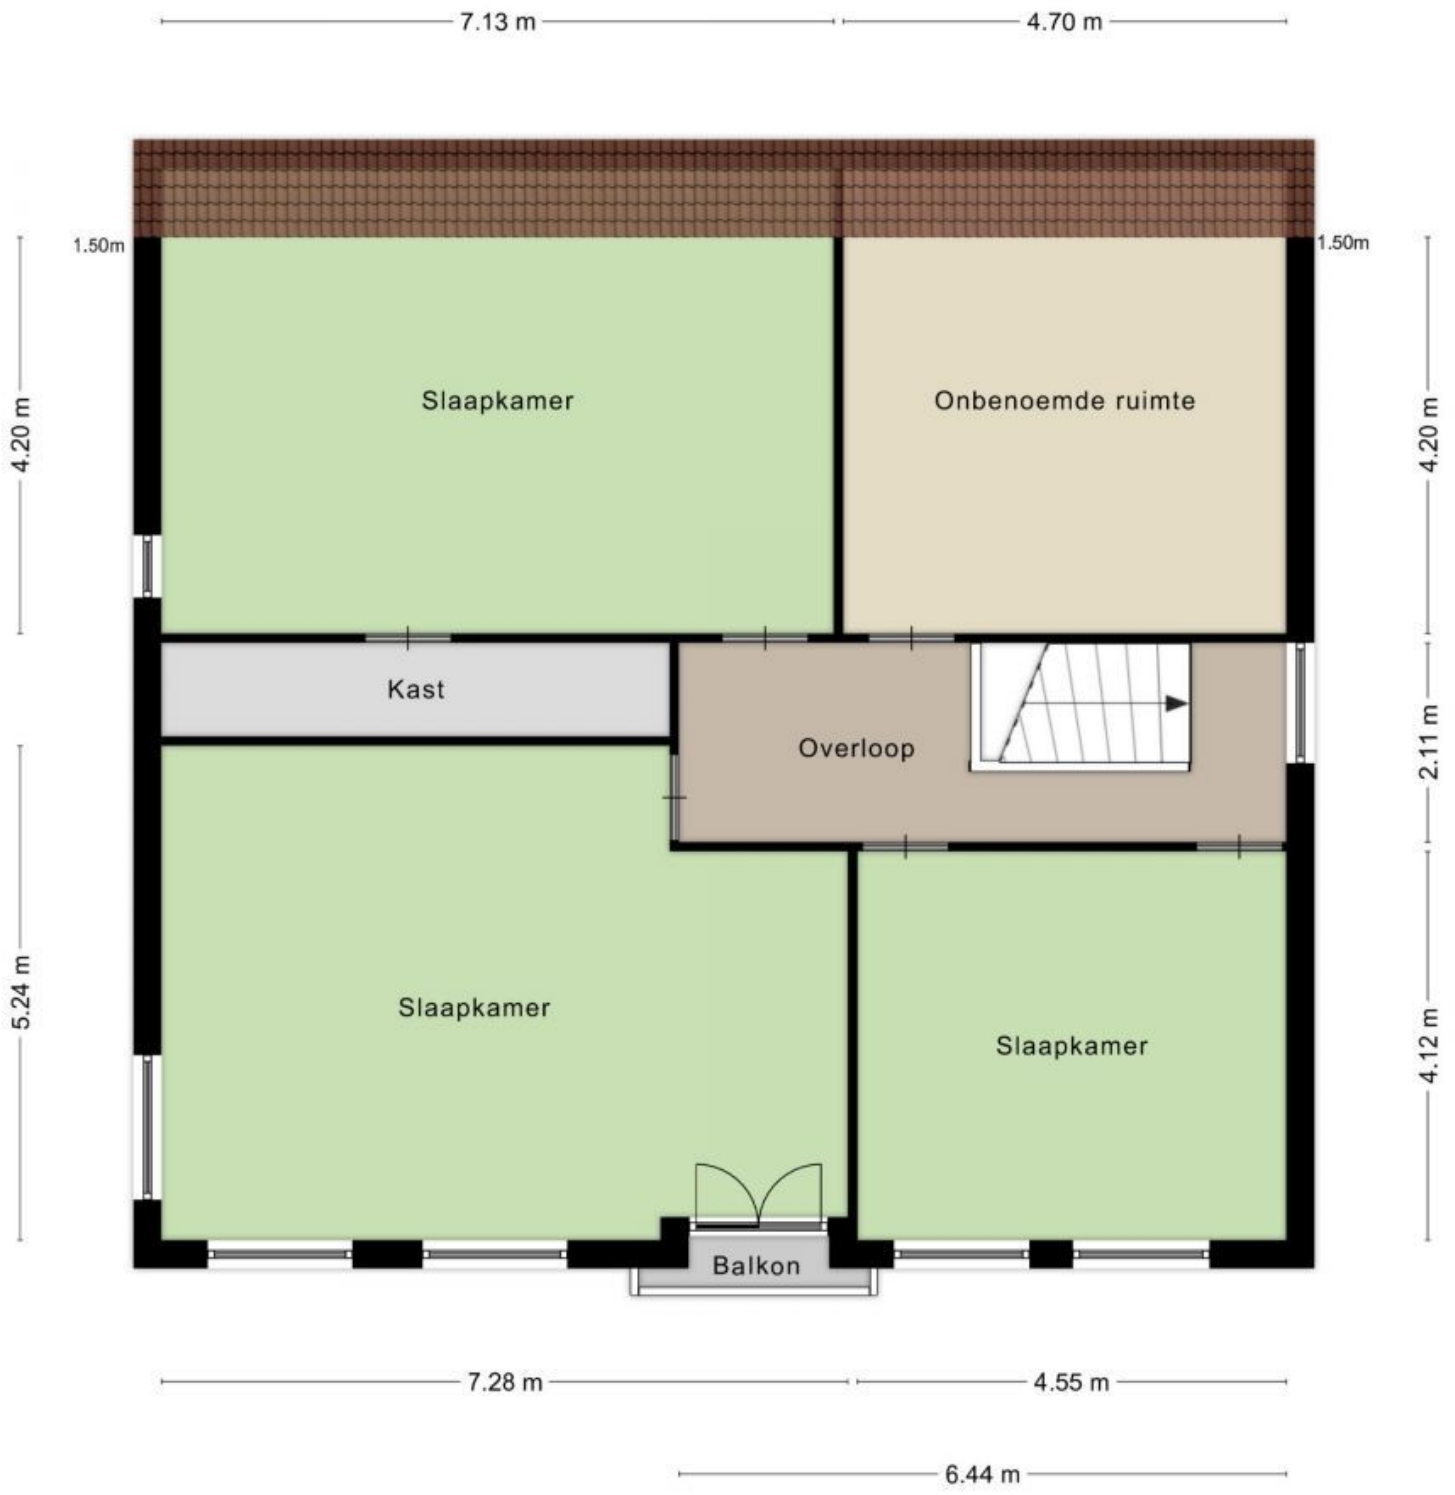 7.13 m
4.70 m
1.50m
1.50m
Slaapkamer
Onbenoemde ruimte
4.20 m
4.20 m
Kast
Overloop
2.11 m
5.24 m
Slaapkamer
Slaapkamer
4.12 m
Balkon
7.28 m
4.55 m
6.44 m